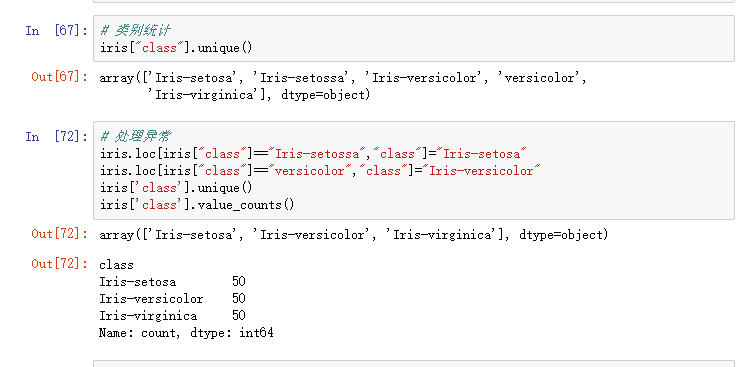 In [67]: # 类别统计
iris["class"].unique()
Out[67]: array(['Iris-setosa', 'Iris-setossa', 'Iris-versicolor', 'versicolor',
'Iris-virginica'], dtype=object)
In [72]: # 处理异常
iris.loc[iris["class"]=="Iris-setossa","class"]="Iris-setosa"
iris.loc[iris["class"]=="versicolor","class"]="Iris-versicolor"
iris['class'].unique()
iris['class'].value_counts()
Out[72]: array(['Iris-setosa', 'Iris-versicolor', 'Iris-virginica'], dtype=object)
Out[72]: class
Iris-setosa 50
Iris-versicolor 50
Iris-virginica 50
Name: count, dtype: int64